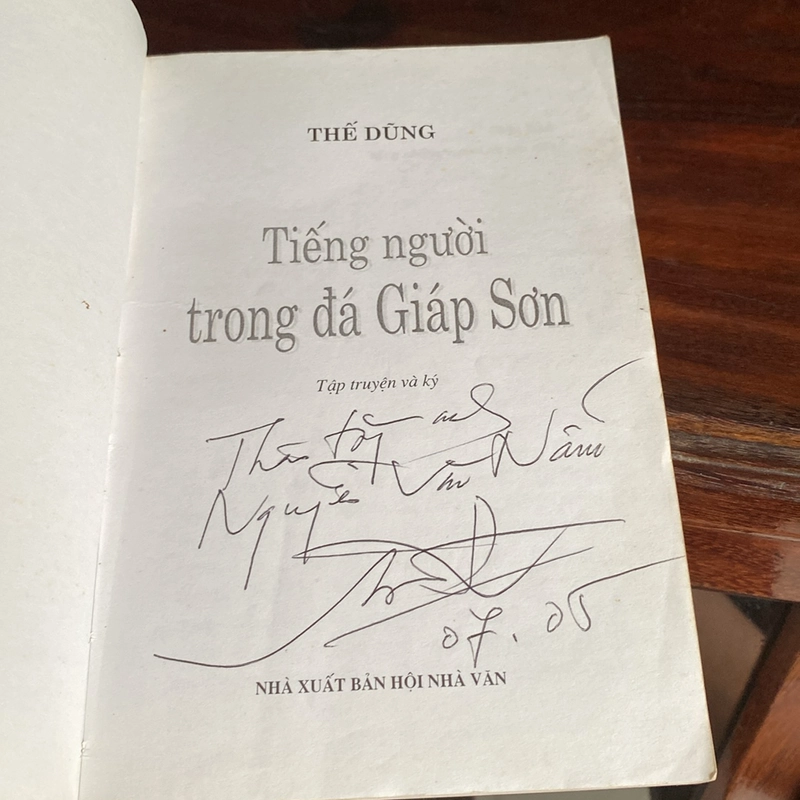 THẾ DŨNG
Tiếng người
trong đá Giáp Sơn
Tập truyện và ký
Thân tặng anh
Nguyễn Văn Năm
07.05
NHÀ XUẤT BẢN HỘI NHÀ VĂN